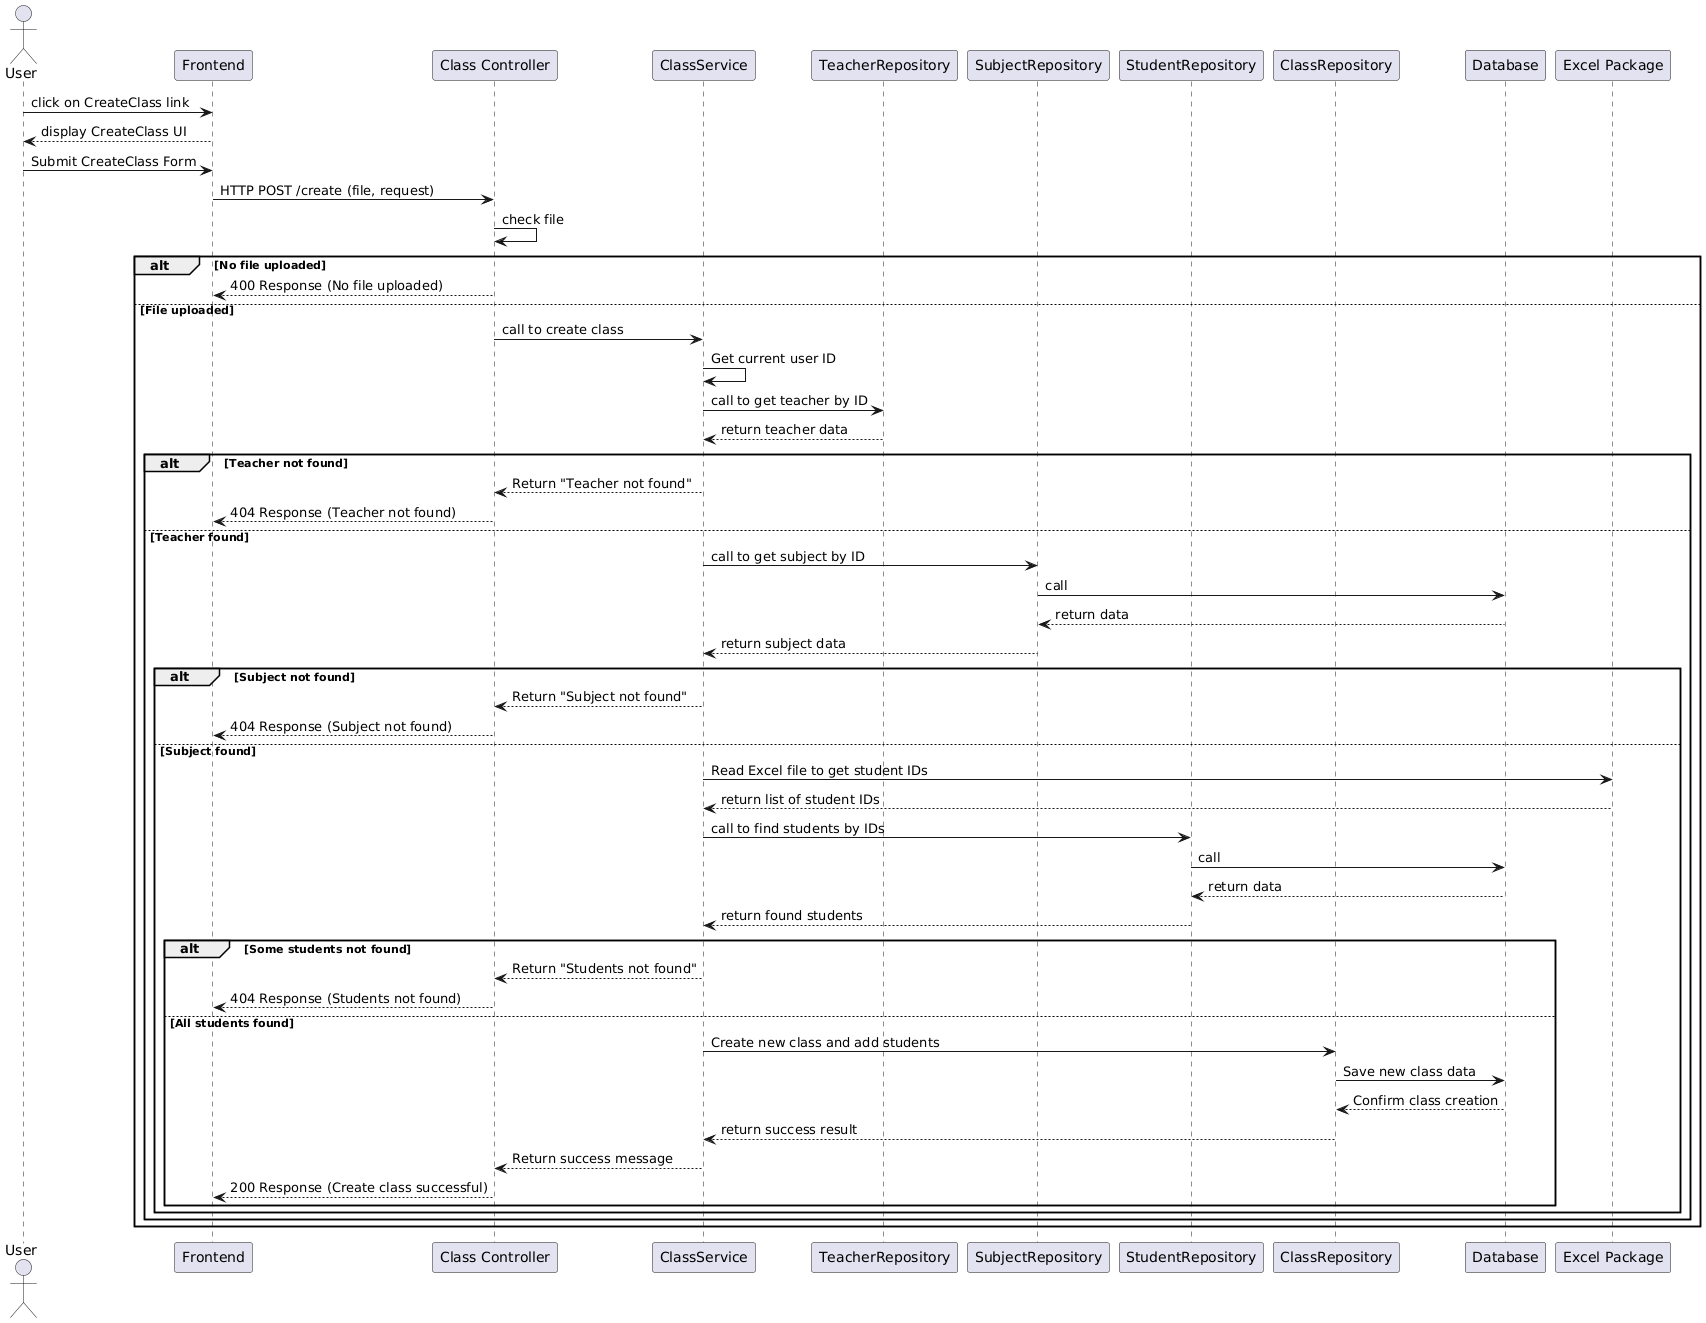 User
Frontend
Class Controller
ClassService
TeacherRepository
SubjectRepository
StudentRepository
ClassRepository
Database
Excel Package
click on CreateClass link
display CreateClass UI
Submit CreateClass Form
HTTP POST /create (file, request)
check file
alt
[No file uploaded]
400 Response (No file uploaded)
[File uploaded]
call to create class
Get current user ID
call to get teacher by ID
return teacher data
alt
[Teacher not found]
Return "Teacher not found"
404 Response (Teacher not found)
[Teacher found]
call to get subject by ID
call
return data
return subject data
alt
[Subject not found]
Return "Subject not found"
404 Response (Subject not found)
[Subject found]
Read Excel file to get student IDs
return list of student IDs
call to find students by IDs
call
return data
return found students
alt
[Some students not found]
Return "Students not found"
404 Response (Students not found)
[All students found]
Create new class and add students
Save new class data
Confirm class creation
return success result
Return success message
200 Response (Create class successful)
User
Frontend
Class Controller
ClassService
TeacherRepository
SubjectRepository
StudentRepository
ClassRepository
Database
Excel Package